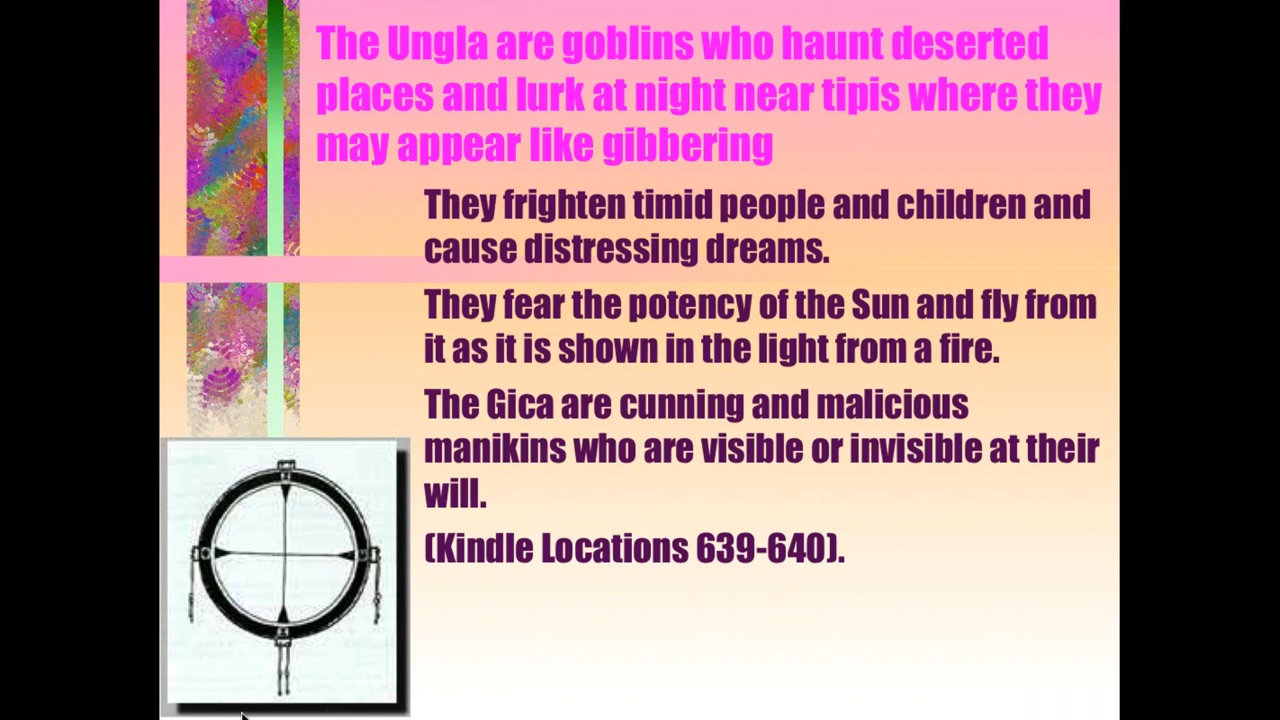 The Ungla are goblins who haunt deserted
places and lurk at night near tipis where they
may appear like gibbering
They frighten timid people and children and
cause distressing dreams.
They fear the potency of the Sun and fly from
it as it is shown in the light from a fire.
The Gica are cunning and malicious
manikins who are visible or invisible at their
will.
(Kindle Locations 639-640).